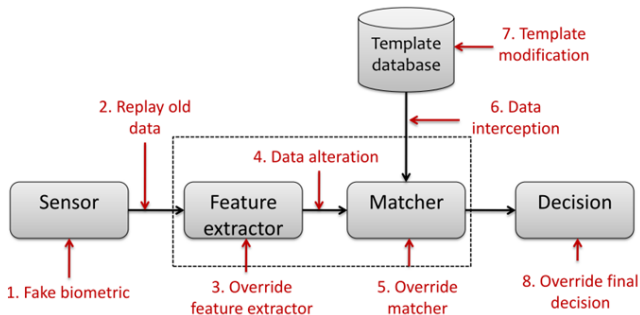 Template
database
7. Template
modification
2. Replay old
data
6. Data
interception
4. Data alteration
Sensor
Feature
extractor
Matcher
Decision
1. Fake biometric
3. Override
feature extractor
5. Override
matcher
8. Override final
decision